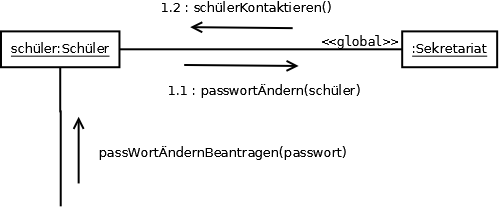 1.2 : schülerKontaktieren()
<<global>>
schüler:Schüler
:Sekretariat
1.1 : passwortÄndern(schüler)
passWortÄndernBeantragen(passwort)